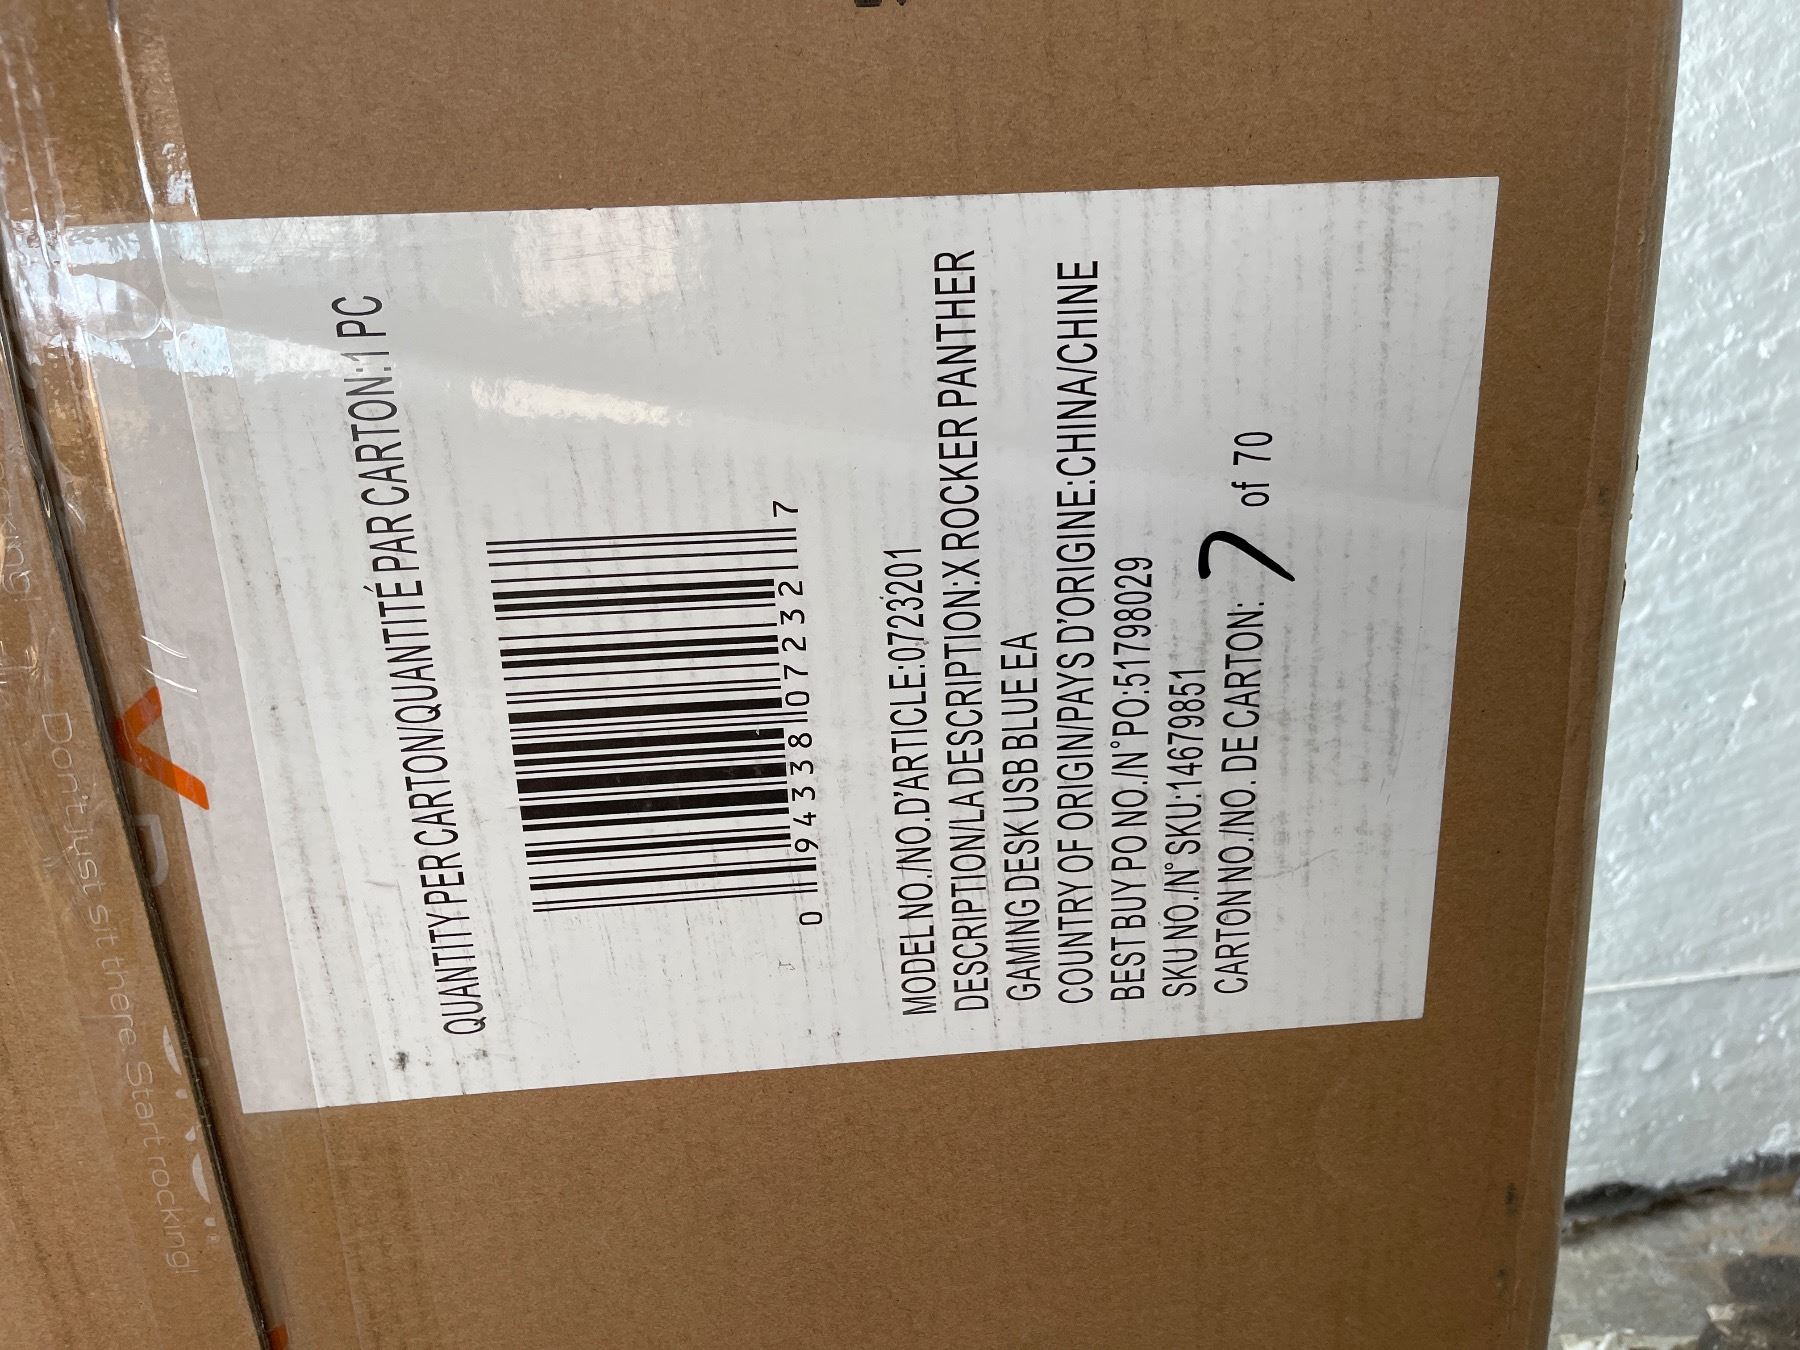 QUANTITY PER CARTON/QUANTITÉ PAR CARTON:1 PC
0 94338 07232 7
MODEL NO./NO.D'ARTICLE:0723201
DESCRIPTION/LA DESCRIPTION:X ROCKER PANTHER
GAMING DESK USB BLUE EA
COUNTRY OF ORIGIN/PAYS D'ORIGINE:CHINA/CHINE
BEST BUY PO NO./N°PO:51798029
SKU NO./N° SKU:14679851
CARTON NO./NO. DE CARTON: 7 of 70
Don't just sit there. Start rocking!